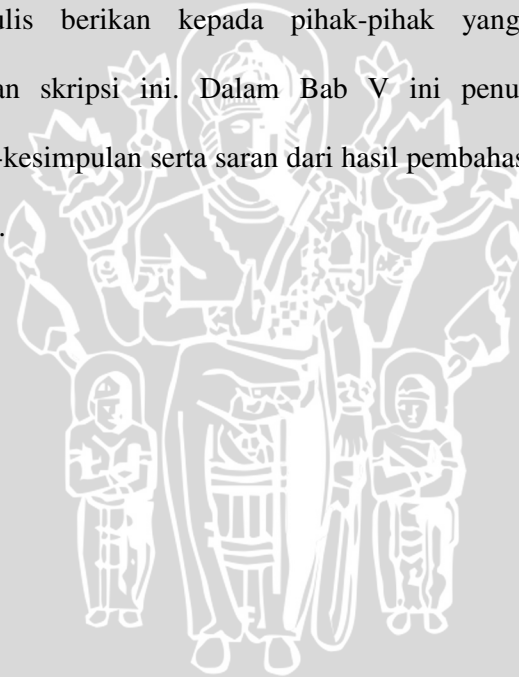 ulis berikan kepada pihak-pihak yang
an skripsi ini. Dalam Bab V ini penu
-kesimpulan serta saran dari hasil pembahas
.